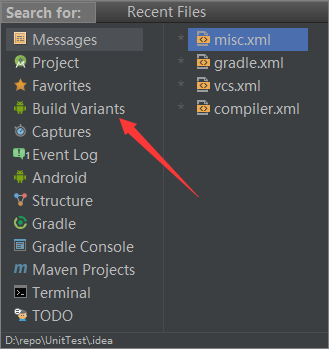 Search for:
Recent Files
Messages
Project
Favorites
Build Variants
Captures
Event Log
Android
Structure
Gradle
Gradle Console
Maven Projects
Terminal
TODO
* misc.xml
* gradle.xml
* vcs.xml
* compiler.xml
D:\repo\UnitTest\.idea